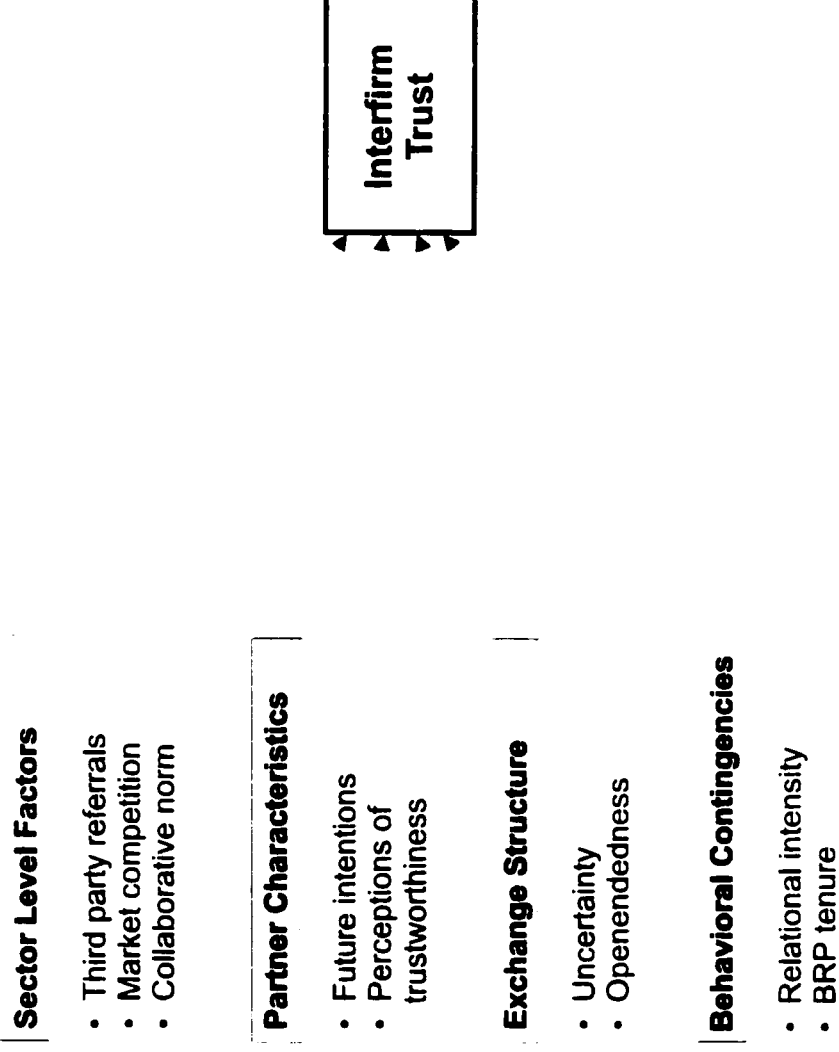 Sector Level Factors
• Third party referrals
• Market competition
• Collaborative norm
Partner Characteristics
• Future intentions
• Perceptions of
trustworthiness
Exchange Structure
• Uncertainty
• Openendedness
Behavioral Contingencies
• Relational intensity
• BRP tenure
Interfirm
Trust